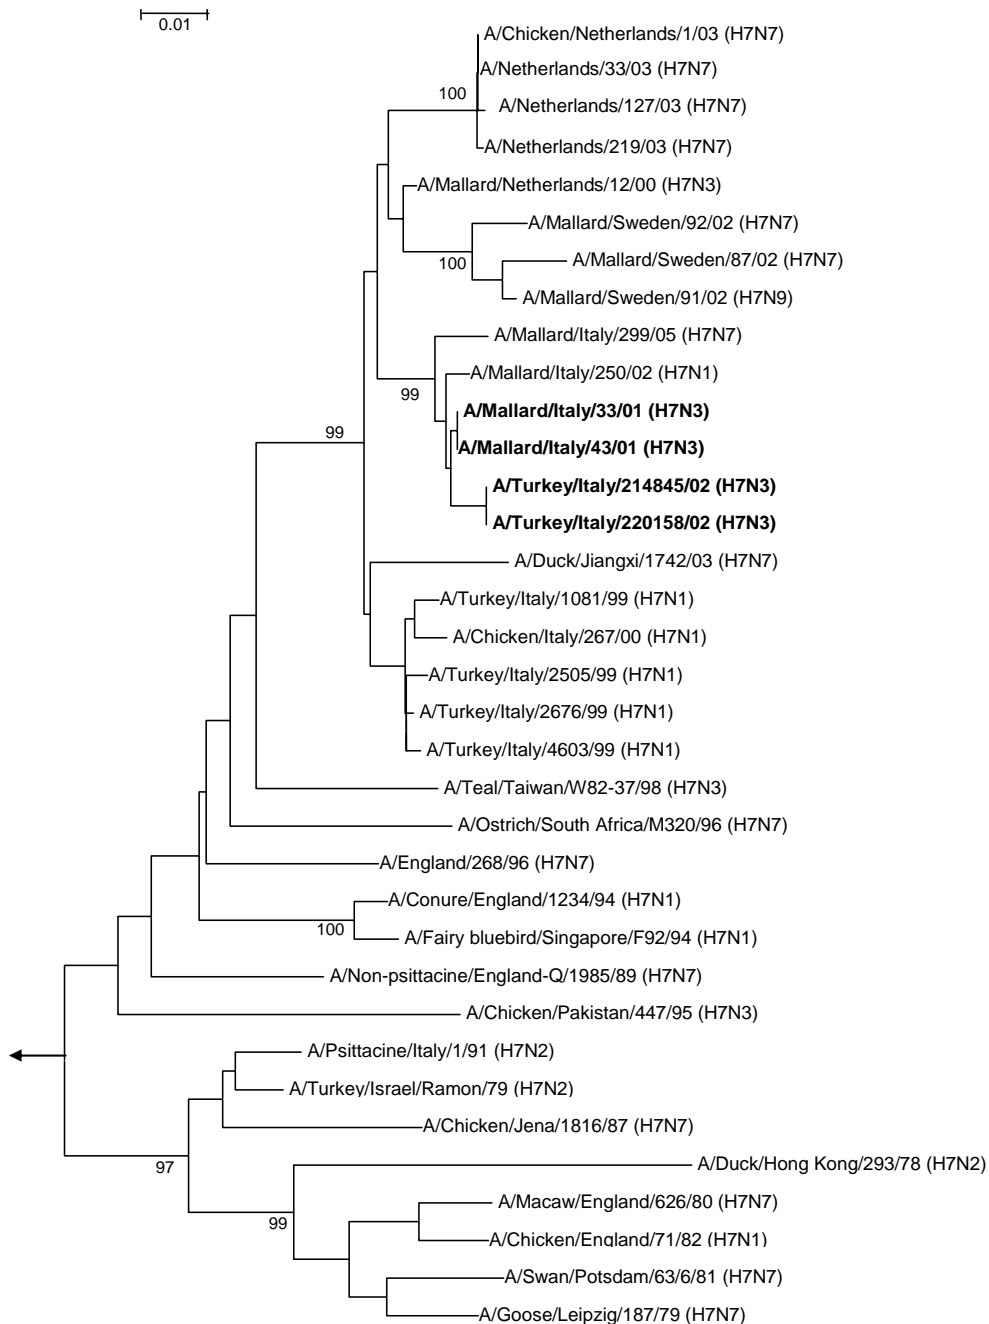 0.01
A/Chicken/Netherlands/1/03 (H7N7)
A/Netherlands/33/03 (H7N7)
100
A/Netherlands/127/03 (H7N7)
A/Netherlands/219/03 (H7N7)
A/Mallard/Netherlands/12/00 (H7N3)
A/Mallard/Sweden/92/02 (H7N7)
100
A/Mallard/Sweden/87/02 (H7N7)
A/Mallard/Sweden/91/02 (H7N9)
A/Mallard/Italy/299/05 (H7N7)
A/Mallard/Italy/250/02 (H7N1)
99
A/Mallard/Italy/33/01 (H7N3)
99
A/Mallard/Italy/43/01 (H7N3)
A/Turkey/Italy/214845/02 (H7N3)
A/Turkey/Italy/220158/02 (H7N3)
A/Duck/Jiangxi/1742/03 (H7N7)
A/Turkey/Italy/1081/99 (H7N1)
A/Chicken/Italy/267/00 (H7N1)
A/Turkey/Italy/2505/99 (H7N1)
A/Turkey/Italy/2676/99 (H7N1)
A/Turkey/Italy/4603/99 (H7N1)
A/Teal/Taiwan/W82-37/98 (H7N3)
A/Ostrich/South Africa/M320/96 (H7N7)
A/England/268/96 (H7N7)
A/Conure/England/1234/94 (H7N1)
100
A/Fairy bluebird/Singapore/F92/94 (H7N1)
A/Non-psittacine/England-Q/1985/89 (H7N7)
A/Chicken/Pakistan/447/95 (H7N3)
A/Psittacine/Italy/1/91 (H7N2)
A/Turkey/Israel/Ramon/79 (H7N2)
A/Chicken/Jena/1816/87 (H7N7)
97
A/Duck/Hong Kong/293/78 (H7N2)
A/Macaw/England/626/80 (H7N7)
99
A/Chicken/England/71/82 (H7N1)
A/Swan/Potsdam/63/6/81 (H7N7)
A/Goose/Leipzig/187/79 (H7N7)